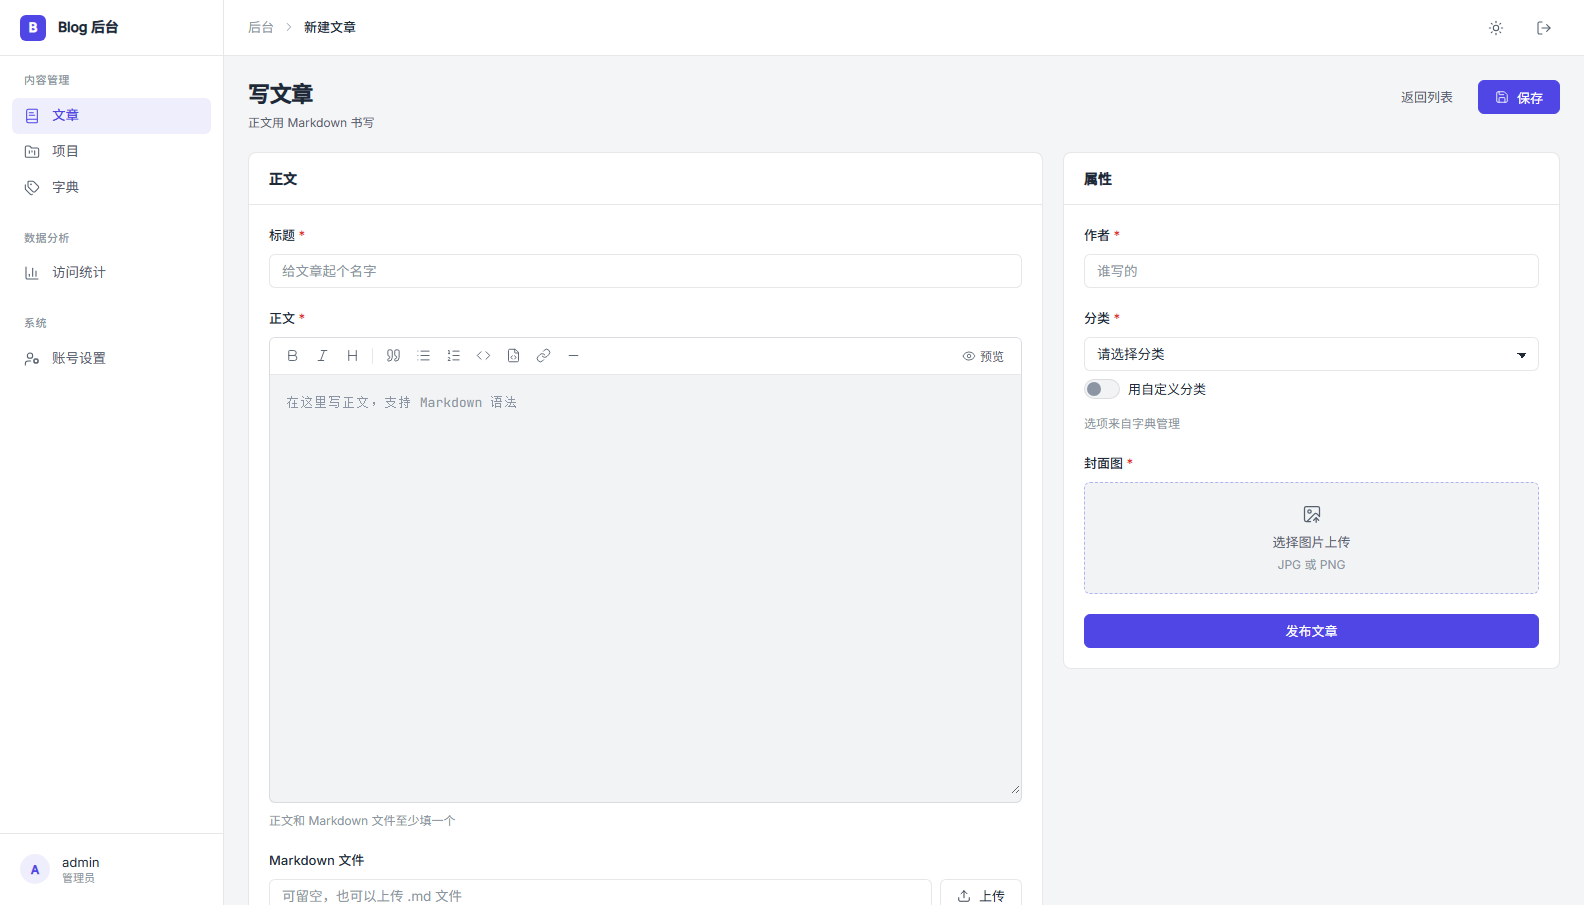 B Blog 后台
后台 > 新建文章
内容管理
文章
项目
字典
数据分析
访问统计
系统
账号设置
A admin
管理员
写文章
正文用 Markdown 书写
返回列表
保存
正文
标题 *
给文章起个名字
正文 *
B I H 预览
在这里写正文，支持 Markdown 语法
正文和 Markdown 文件至少填一个
Markdown 文件
可留空，也可以上传 .md 文件
上传
属性
作者 *
谁写的
分类 *
请选择分类
用自定义分类
选项来自字典管理
封面图 *
选择图片上传
JPG 或 PNG
发布文章